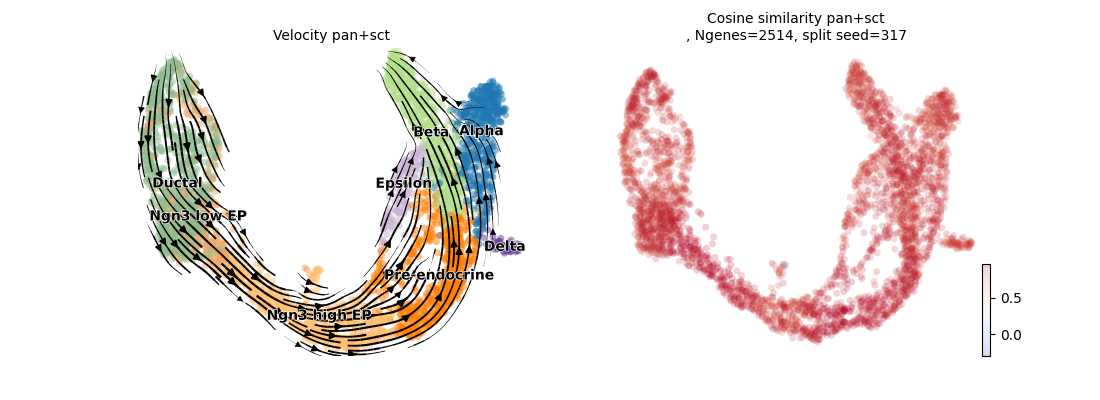 Velocity pan+sct
Cosine similarity pan+sct
, Ngenes=2514, split seed=317
Beta
Alpha
Ductal
Epsilon
Ngn3 low EP
Delta
Pre-endocrine
Ngn3 high EP
0.5
0.0